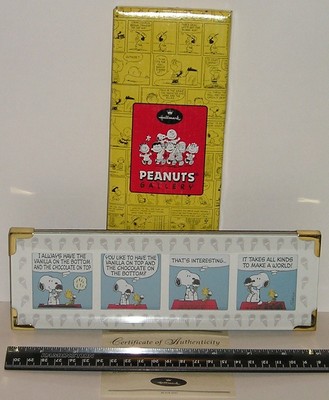 Hallmark
PEANUTS
GALLERY
I ALWAYS HAVE THE
VANILLA ON THE BOTTOM
AND THE CHOCOLATE ON TOP
YOU LIKE TO HAVE THE
VANILLA ON TOP AND
THE CHOCOLATE ON
THE BOTTOM?
THAT'S INTERESTING..
IT TAKES ALL KINDS
TO MAKE A WORLD!
Certificate of Authenticity